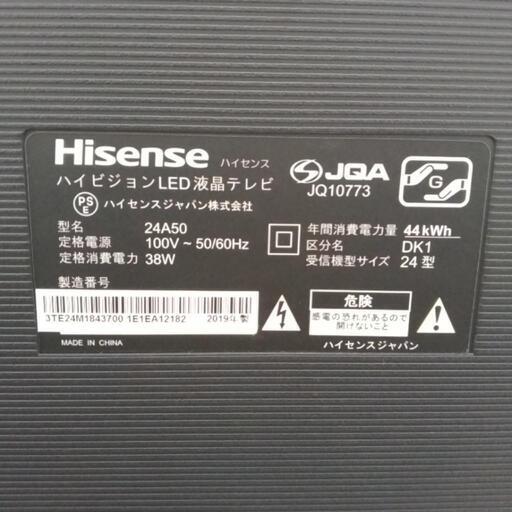 Hisense ハイセンス
ハイビジョンLED液晶テレビ
PSE ハイセンスジャパン株式会社
JQA
JQ10773
G
型名 24A50
定格電源 100V ~ 50/60Hz
定格消費電力 38W
製造番号
年間消費電力量 44kWh
区分名 DK1
受信機型サイズ 24型
3TE24M1843700 1E1EA12182 2019年製
MADE IN CHINA
危険
感電の恐れがあるので
開けないこと
ハイセンスジャパン